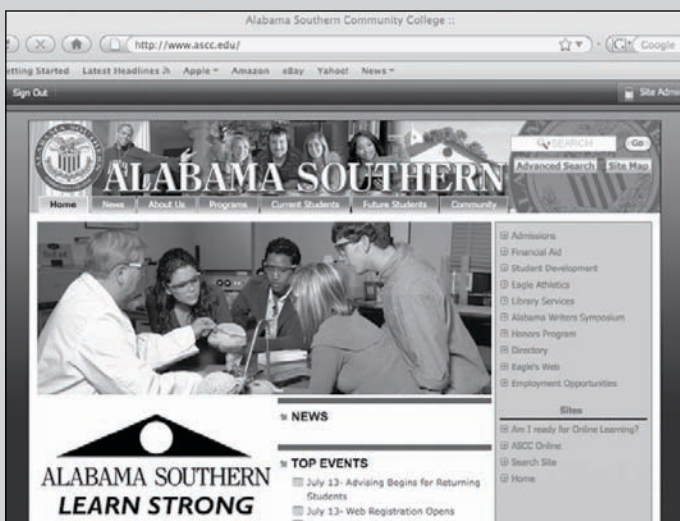 Alabama Southern Community College ::
http://www.ascc.edu/
Google
etting Started Latest Headlines Apple Amazon eBay Yahoo! News
Sign Out Site Admi
SEARCH Go
ALABAMA SOUTHERN
Advanced Search Site Map
Home News About Us Programs Current Students Future Students Community
Admissions
Financial Aid
Student Development
Eagle Athletics
Library Services
Alabama Writers Symposium
Honors Program
Directory
Eagle's Web
Employment Opportunities
Sites
Am I ready for Online Learning?
ASCC Online
Search Site
Home
NEWS
TOP EVENTS
July 13- Advising Begins for Returning
Students
July 13- Web Registration Opens
ALABAMA SOUTHERN
LEARN STRONG